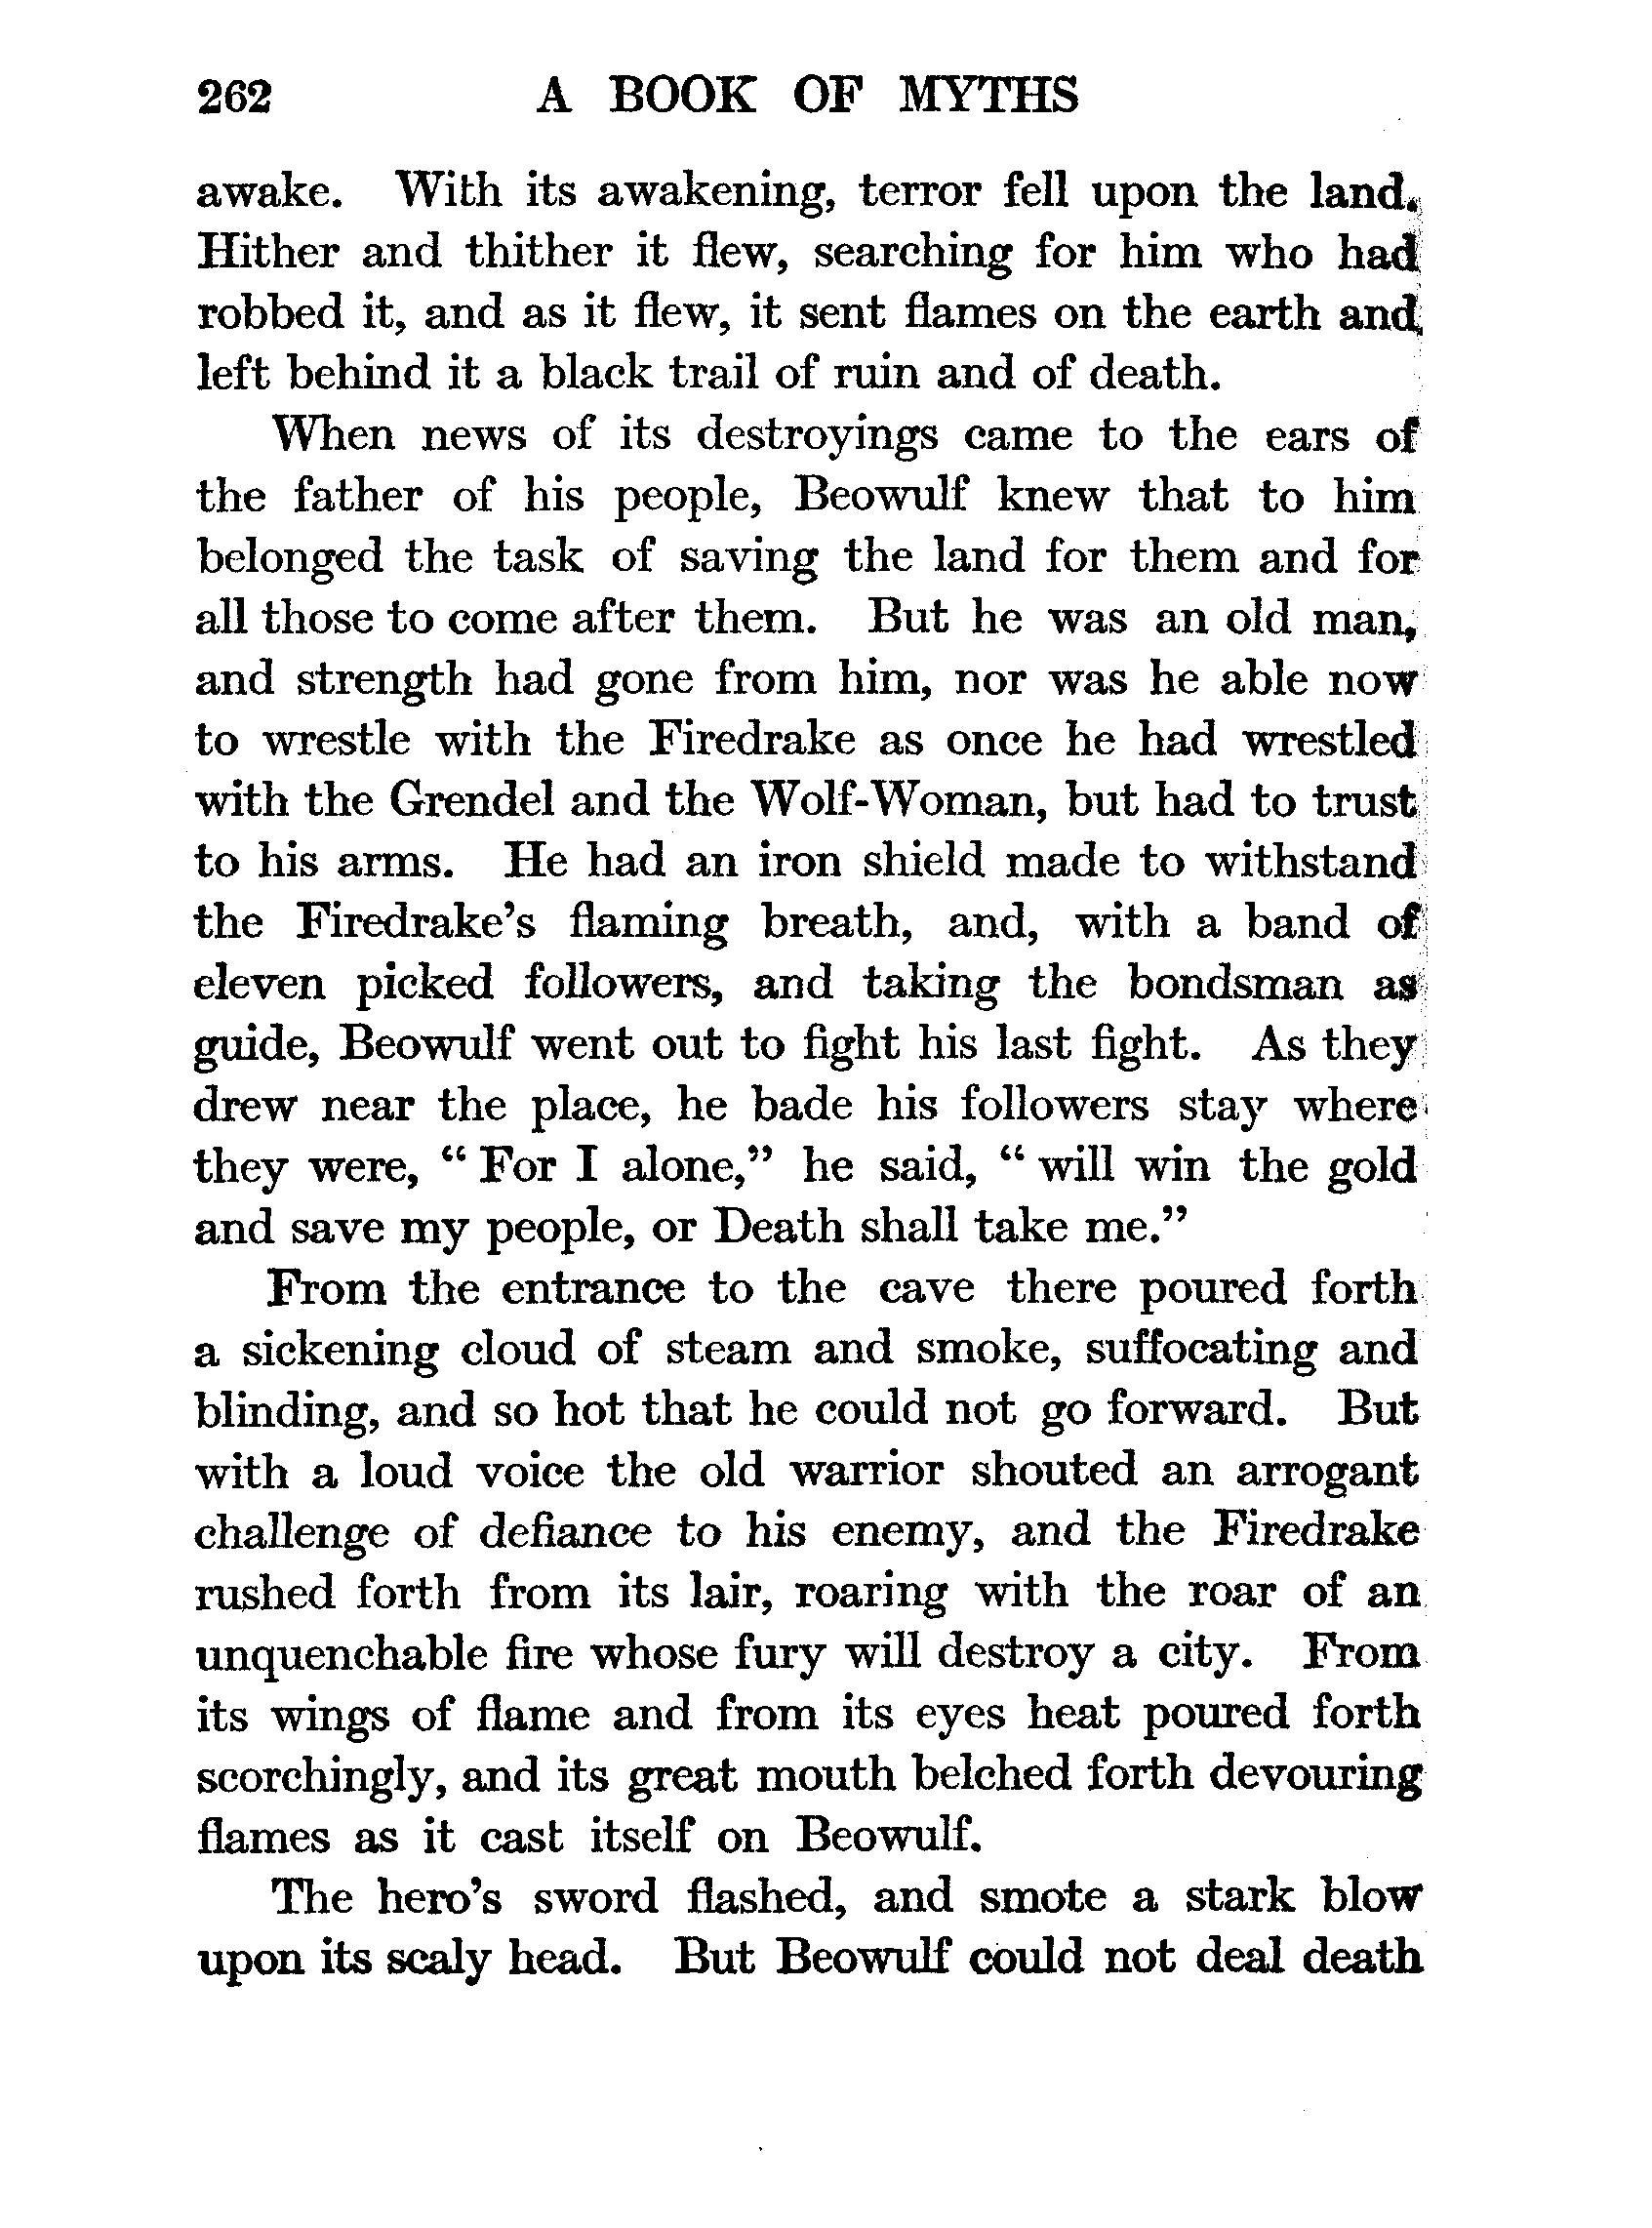 262 A BOOK OF MYTHS
awake. With its awakening, terror fell upon the land.
Hither and thither it flew, searching for him who had
robbed it, and as it flew, it sent flames on the earth and
left behind it a black trail of ruin and of death.
When news of its destroyings came to the ears of
the father of his people, Beowulf knew that to him
belonged the task of saving the land for them and for
all those to come after them. But he was an old man,
and strength had gone from him, nor was he able now
to wrestle with the Firedrake as once he had wrestled
with the Grendel and the Wolf-Woman, but had to trust
to his arms. He had an iron shield made to withstand
the Firedrake's flaming breath, and, with a band of
eleven picked followers, and taking the bondsman as
guide, Beowulf went out to fight his last fight. As they
drew near the place, he bade his followers stay where
they were, “For I alone,” he said, “will win the gold
and save my people, or Death shall take me.”
From the entrance to the cave there poured forth
a sickening cloud of steam and smoke, suffocating and
blinding, and so hot that he could not go forward. But
with a loud voice the old warrior shouted an arrogant
challenge of defiance to his enemy, and the Firedrake
rushed forth from its lair, roaring with the roar of an
unquenchable fire whose fury will destroy a city. From
its wings of flame and from its eyes heat poured forth
scorchingly, and its great mouth belched forth devouring
flames as it cast itself on Beowulf.
The hero's sword flashed, and smote a stark blow
upon its scaly head. But Beowulf could not deal death